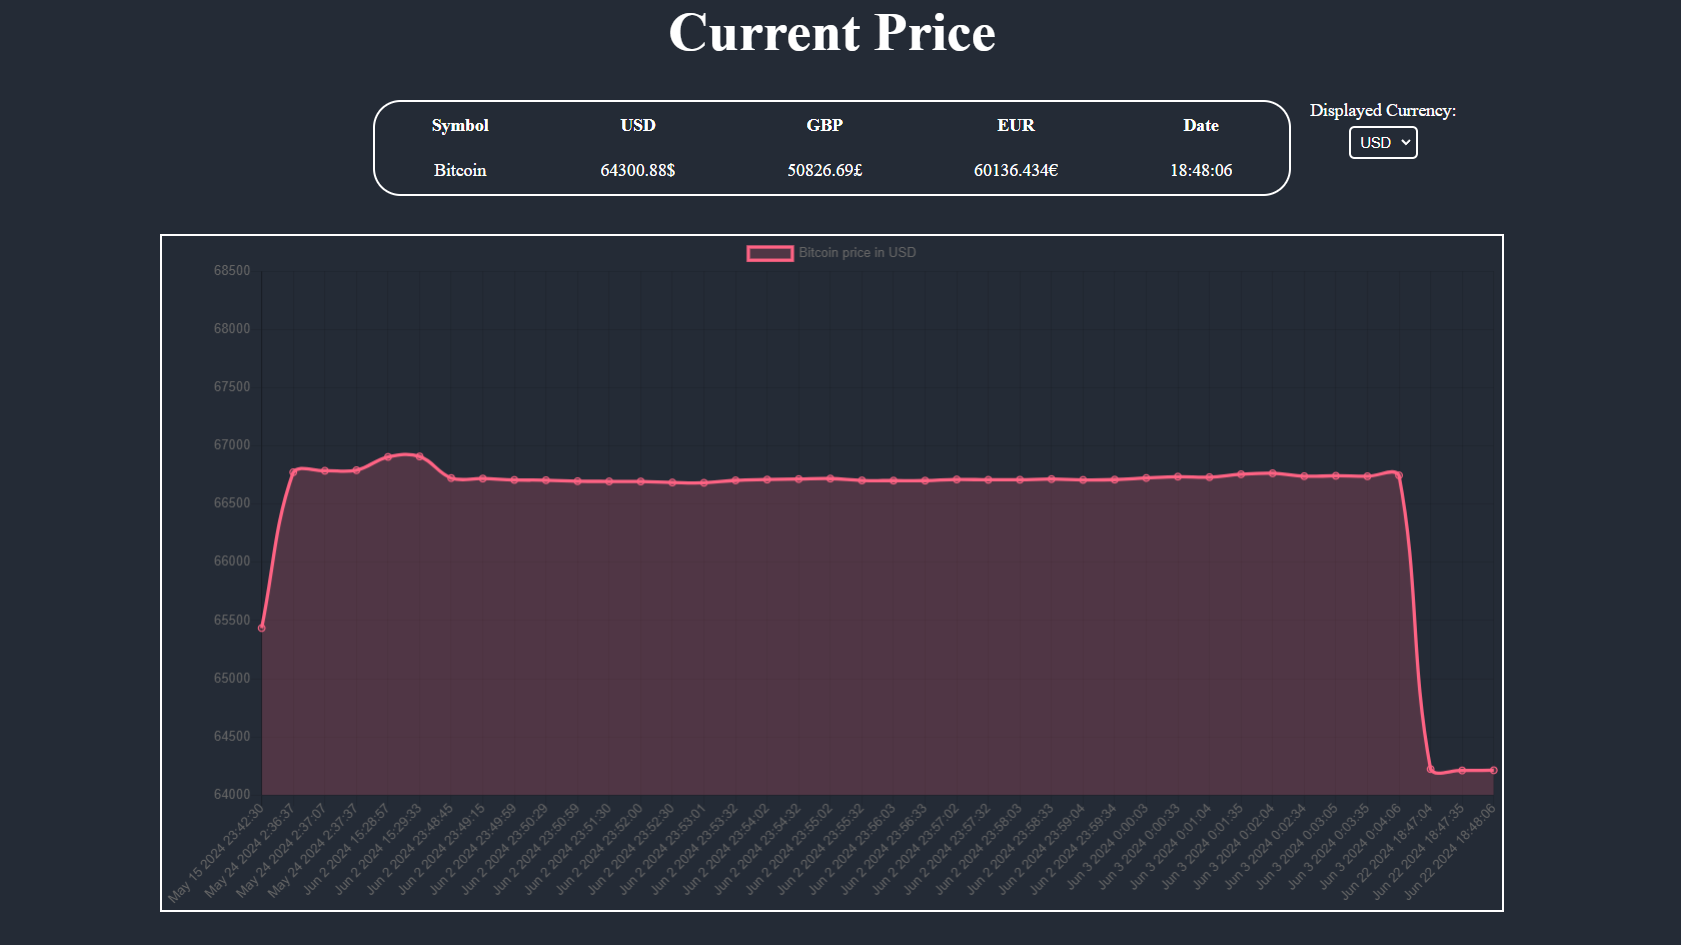 Current Price
Symbol USD GBP EUR Date
Bitcoin 64300.88$ 50826.69£ 60136.434€ 18:48:06
Displayed Currency:
USD
Bitcoin price in USD
68500
68000
67500
67000
66500
66000
65500
65000
64500
64000
May 15 2024 23:42:30
May 24 2024 2:36:37
May 24 2024 2:37:07
May 24 2024 2:37:37
Jun 2 2024 15:28:57
Jun 2 2024 15:29:33
Jun 2 2024 23:48:45
Jun 2 2024 23:49:15
Jun 2 2024 23:49:59
Jun 2 2024 23:50:29
Jun 2 2024 23:50:59
Jun 2 2024 23:51:30
Jun 2 2024 23:52:00
Jun 2 2024 23:52:30
Jun 2 2024 23:53:01
Jun 2 2024 23:53:32
Jun 2 2024 23:54:02
Jun 2 2024 23:54:32
Jun 2 2024 23:55:02
Jun 2 2024 23:55:32
Jun 2 2024 23:56:03
Jun 2 2024 23:56:33
Jun 2 2024 23:57:02
Jun 2 2024 23:57:32
Jun 2 2024 23:58:03
Jun 2 2024 23:58:33
Jun 2 2024 23:59:04
Jun 2 2024 23:59:34
Jun 3 2024 0:00:03
Jun 3 2024 0:00:33
Jun 3 2024 0:01:04
Jun 3 2024 0:01:35
Jun 3 2024 0:02:04
Jun 3 2024 0:02:34
Jun 3 2024 0:03:05
Jun 3 2024 0:03:35
Jun 3 2024 0:04:06
Jun 22 2024 18:47:04
Jun 22 2024 18:47:35
Jun 22 2024 18:48:06